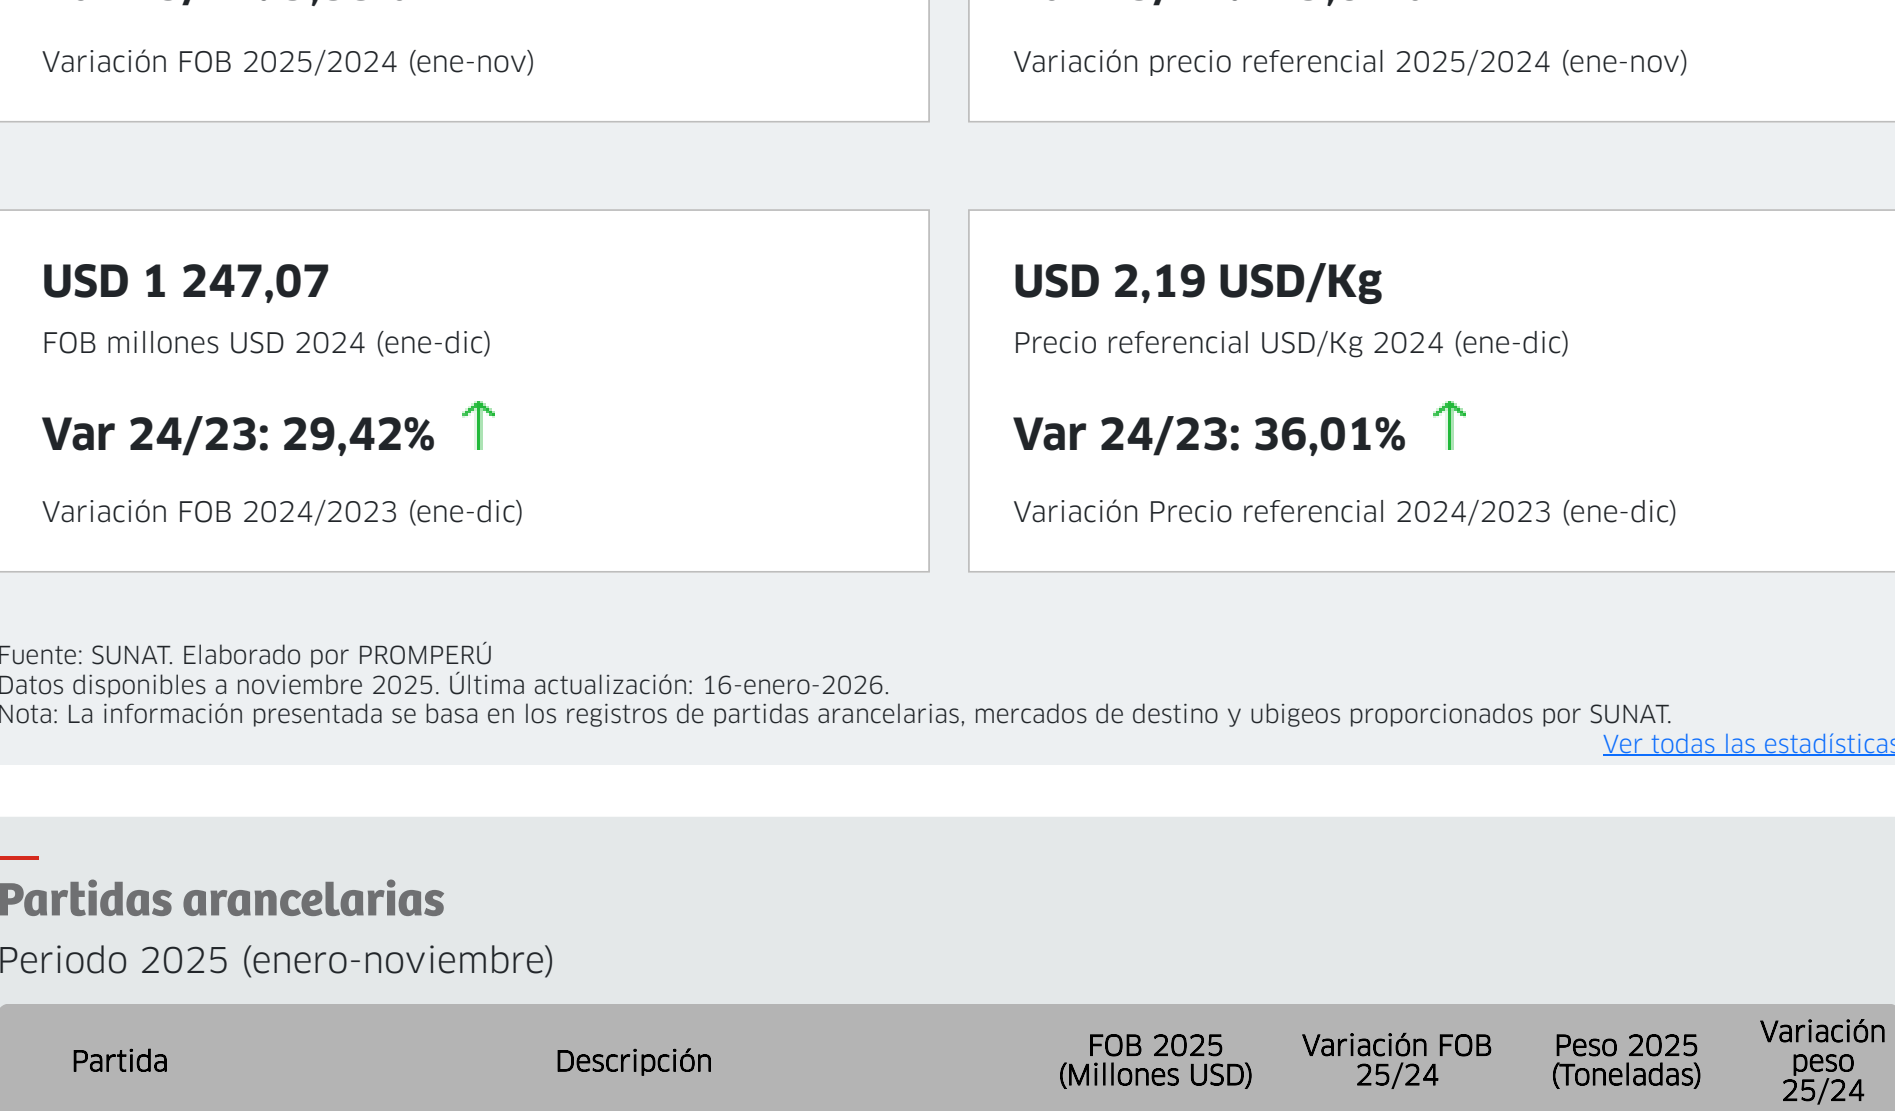 Variación FOB 2025/2024 (ene-nov)
Variación precio referencial 2025/2024 (ene-nov)
USD 1 247,07
FOB millones USD 2024 (ene-dic)
Var 24/23: 29,42% ↑
Variación FOB 2024/2023 (ene-dic)
USD 2,19 USD/Kg
Precio referencial USD/Kg 2024 (ene-dic)
Var 24/23: 36,01% ↑
Variación Precio referencial 2024/2023 (ene-dic)
Fuente: SUNAT. Elaborado por PROMPERÚ
Datos disponibles a noviembre 2025. Última actualización: 16-enero-2026.
Nota: La información presentada se basa en los registros de partidas arancelarias, mercados de destino y ubigeos proporcionados por SUNAT.
Ver todas las estadísticas
Partidas arancelarias
Periodo 2025 (enero-noviembre)
Partida
Descripción
FOB 2025
(Millones USD)
Variación FOB
25/24
Peso 2025
(Toneladas)
Variación
peso
25/24